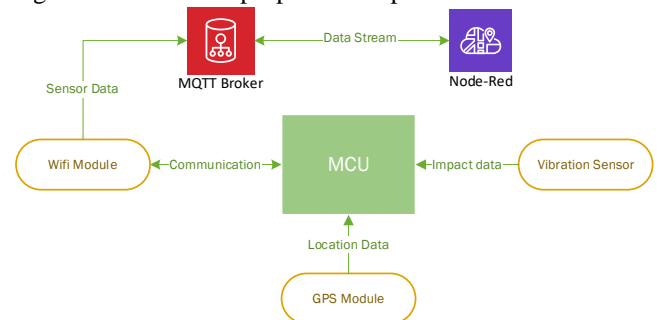 Data Stream
MQTT Broker
Node-Red
Sensor Data
MCU
Wifi Module
Communication
Impact data
Vibration Sensor
Location Data
GPS Module